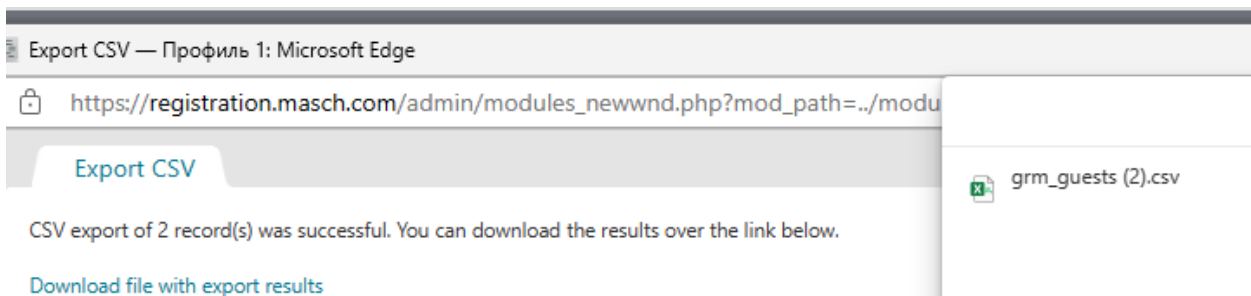 Export CSV — Профиль 1: Microsoft Edge
https://registration.masch.com/admin/modules_newwnd.php?mod_path=../modu
Export CSV
grm_guests (2).csv
CSV export of 2 record(s) was successful. You can download the results over the link below.
Download file with export results